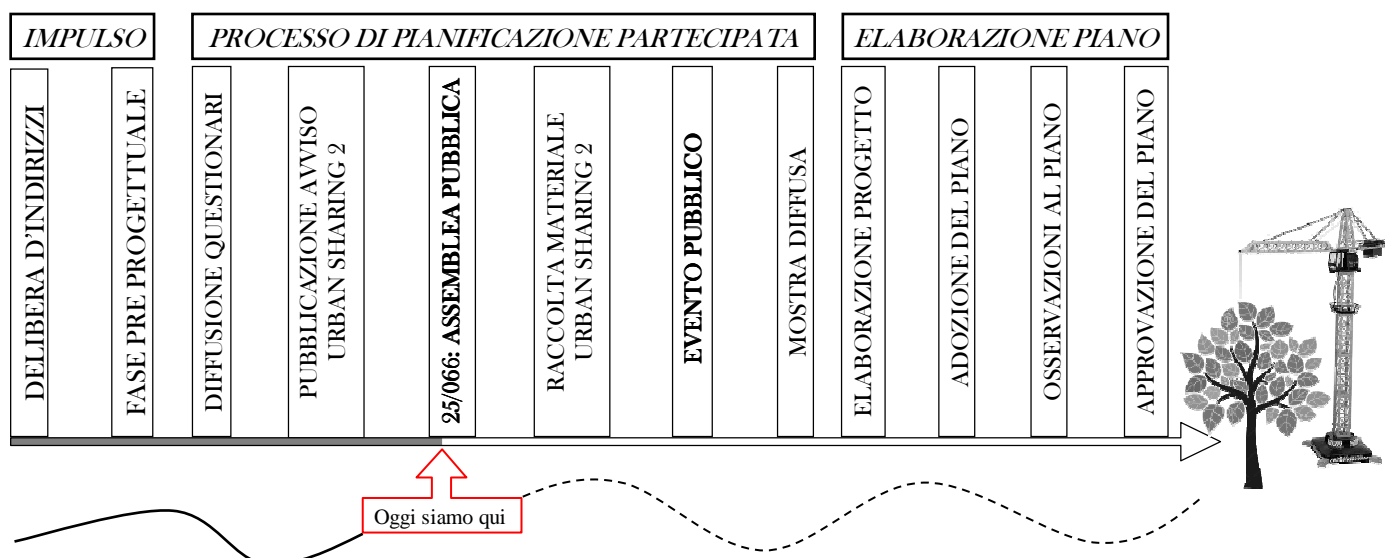 IMPULSO
PROCESSO DI PIANIFICAZIONE PARTECIPATA
ELABORAZIONE PIANO
DELIBERA D'INDIRIZZI
FASE PRE PROGETTUALE
DIFFUSIONE QUESTIONARI
PUBBLICAZIONE AVVISO
URBAN SHARING 2
25/066: ASSEMBLEA PUBBLICA
RACCOLTA MATERIALE
URBAN SHARING 2
EVENTO PUBBLICO
MOSTRA DIFFUSA
ELABORAZIONE PROGETTO
ADOZIONE DEL PIANO
OSSERVAZIONI AL PIANO
APPROVAZIONE DEL PIANO
Oggi siamo qui